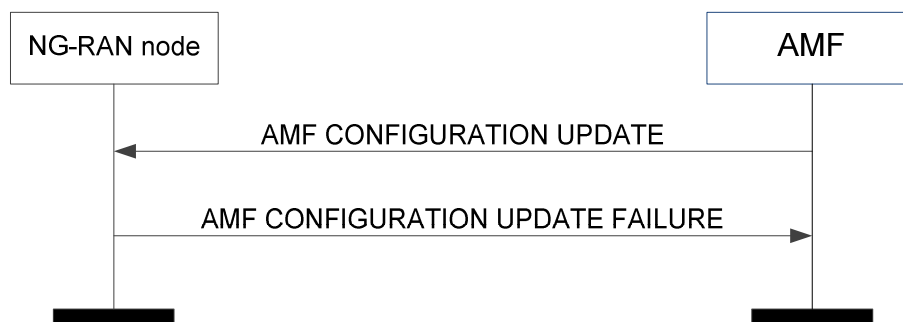 NG-RAN node
AMF
AMF CONFIGURATION UPDATE
AMF CONFIGURATION UPDATE FAILURE